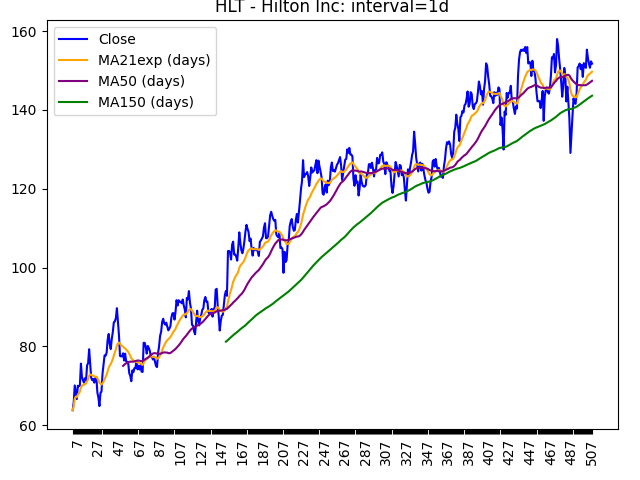 HLT - Hilton Inc: interval=1d
Close
MA21exp (days)
MA50 (days)
MA150 (days)
160
140
120
100
80
60
7 27 47 67 87 107 127 147 167 187 207 227 247 267 287 307 327 347 367 387 407 427 447 467 487 507